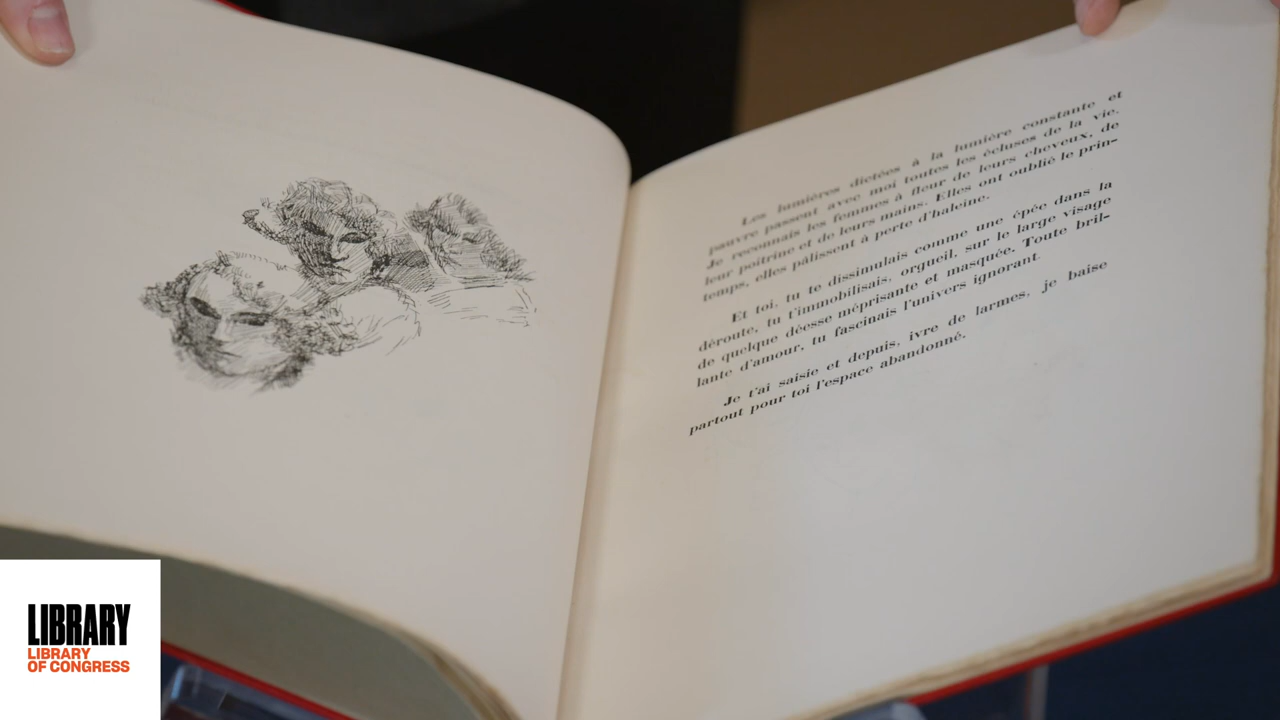 Les lumières dictées à la lumière constante et
pauvre passent avec moi toutes les écluses de la vie.
Je reconnais les femmes à fleur de leurs cheveux, de
leur poitrine et de leurs mains. Elles ont oublié le prin-
temps, elles pâlissent à perte d'haleine.
Et toi, tu te dissimulais comme une épée dans la
déroute, tu t'immobilisais, orgueil, sur le large visage
de quelque déesse méprisante et masquée. Toute bril-
lante d'amour, tu fascinais l'univers ignorant.
Je t'ai saisie et depuis, ivre de larmes, je baise
partout pour toi l'espace abandonné.
LIBRARY
LIBRARY
OF CONGRESS